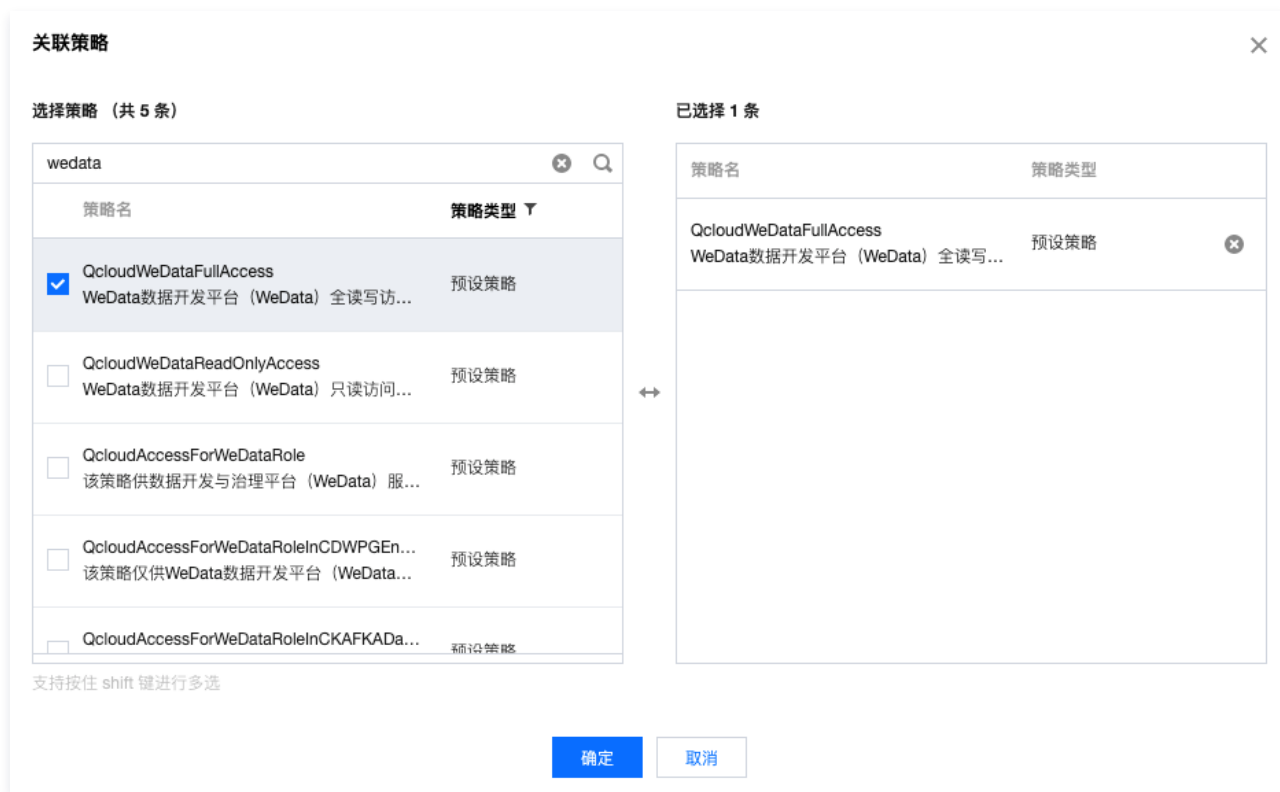 关联策略
选择策略 （共 5 条）
wedata
策略名 策略类型
QcloudWeDataFullAccess
WeData数据开发平台（WeData）全读写访...
预设策略
QcloudWeDataReadOnlyAccess
WeData数据开发平台（WeData）只读访问...
预设策略
QcloudAccessForWeDataRole
该策略供数据开发与治理平台（WeData）服...
预设策略
QcloudAccessForWeDataRoleInCDWPGEn...
该策略仅供WeData数据开发平台（WeData...
预设策略
QcloudAccessForWeDataRoleInCKAFKADa...
预设策略
支持按住 shift 键进行多选
已选择 1 条
策略名 策略类型
QcloudWeDataFullAccess
WeData数据开发平台（WeData）全读写...
预设策略
确定 取消